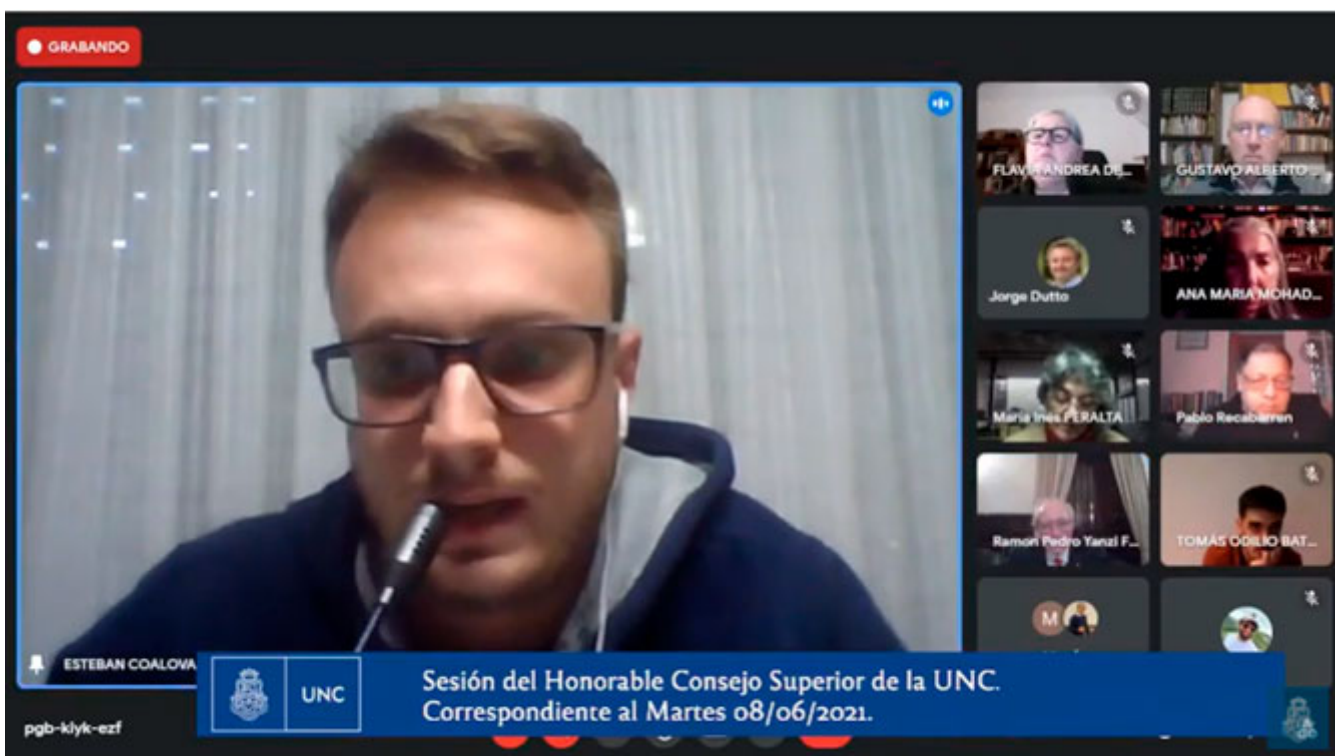 GRABANDO
FLAVIA ANDREA DE...
GUSTAVO ALBERTO ...
Jorge Dutto
ANA MARIA MOHAD...
Maria Ines PERALTA
Pablo Recabarren
Ramon Pedro Yanzi F...
TOMÁS ODILIO BAT...
M
ESTEBAN COALOVA
UNC
Sesión del Honorable Consejo Superior de la UNC.
Correspondiente al Martes 08/06/2021.
pgb-klyk-ezf